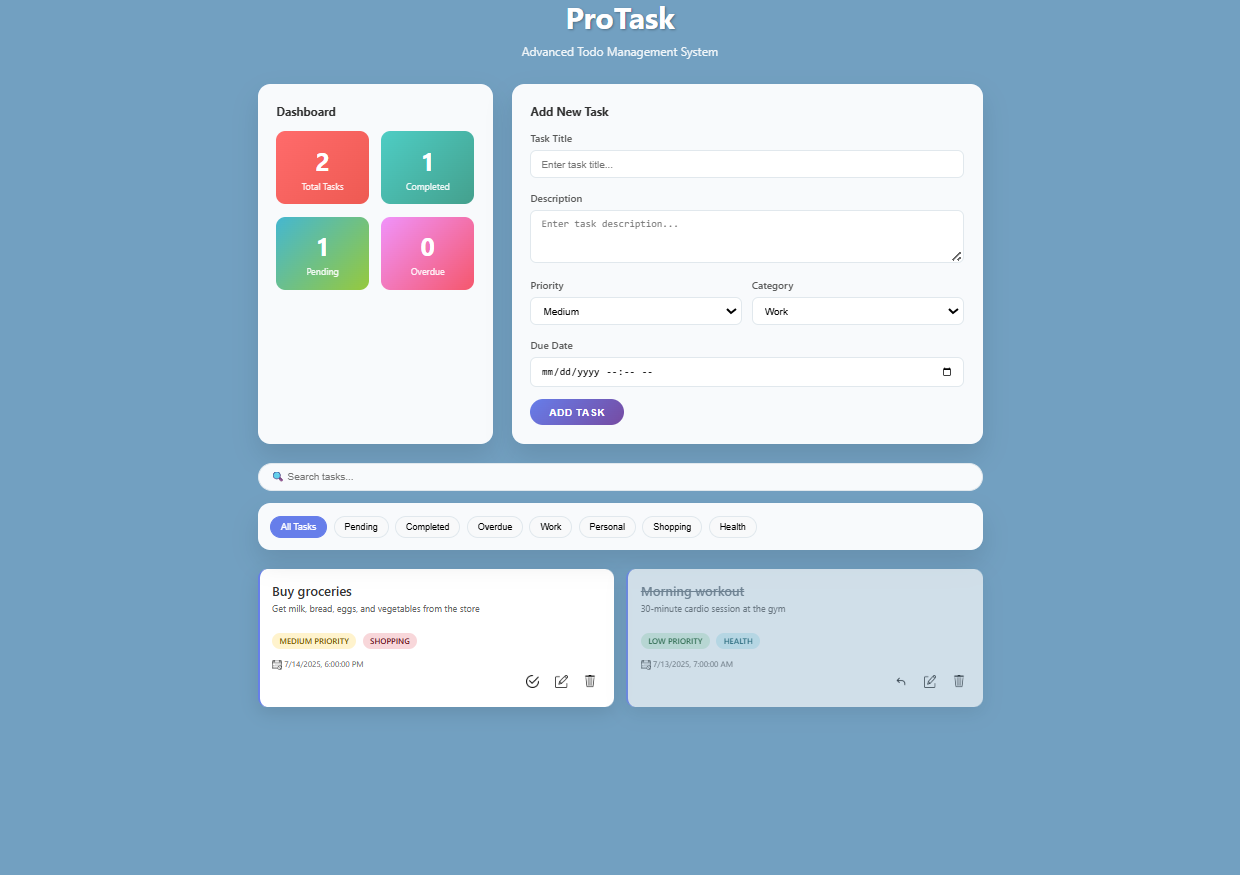 ProTask
Advanced Todo Management System
Dashboard
2
Total Tasks
1
Completed
1
Pending
0
Overdue
Add New Task
Task Title
Enter task title...
Description
Enter task description...
Priority
Category
Medium
Work
Due Date
mm/dd/yyyy --:-- --
ADD TASK
🔍 Search tasks...
All Tasks
Pending
Completed
Overdue
Work
Personal
Shopping
Health
Buy groceries
Get milk, bread, eggs, and vegetables from the store
MEDIUM PRIORITY
SHOPPING
7/14/2025, 6:00:00 PM
Morning workout
30-minute cardio session at the gym
LOW PRIORITY
HEALTH
7/13/2025, 7:00:00 AM